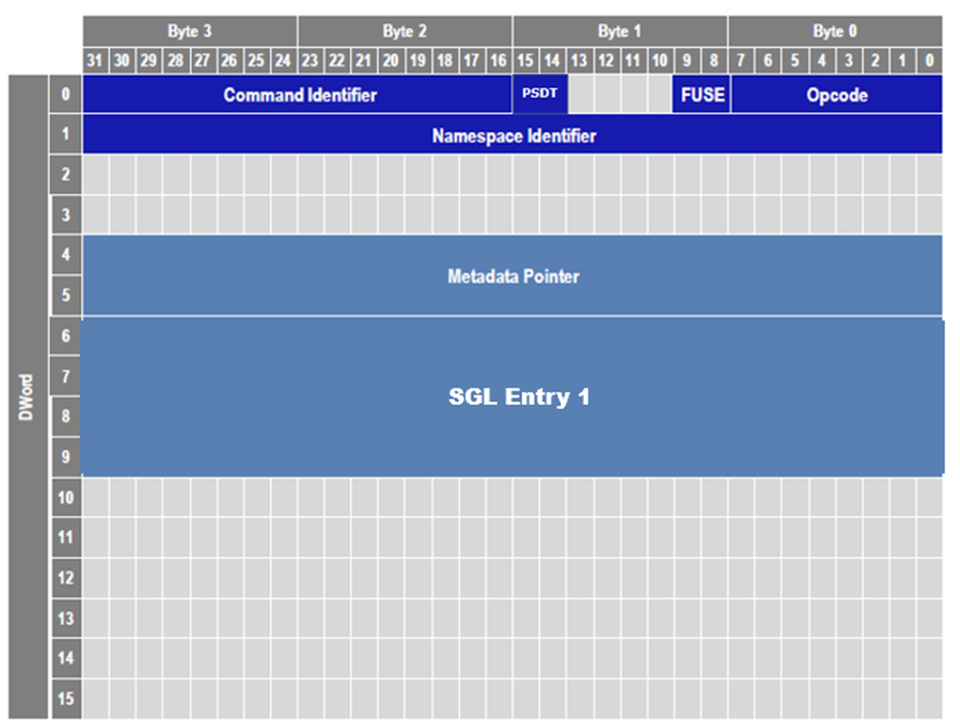 Byte 3 Byte 2 Byte 1 Byte 0
31 30 29 28 27 26 25 24 23 22 21 20 19 18 17 16 15 14 13 12 11 10 9 8 7 6 5 4 3 2 1 0
0 Command Identifier PSDT FUSE Opcode
1 Namespace Identifier
2
3
4
Metadata Pointer
5
6
7
DWord
SGL Entry 1
8
9
10
11
12
13
14
15